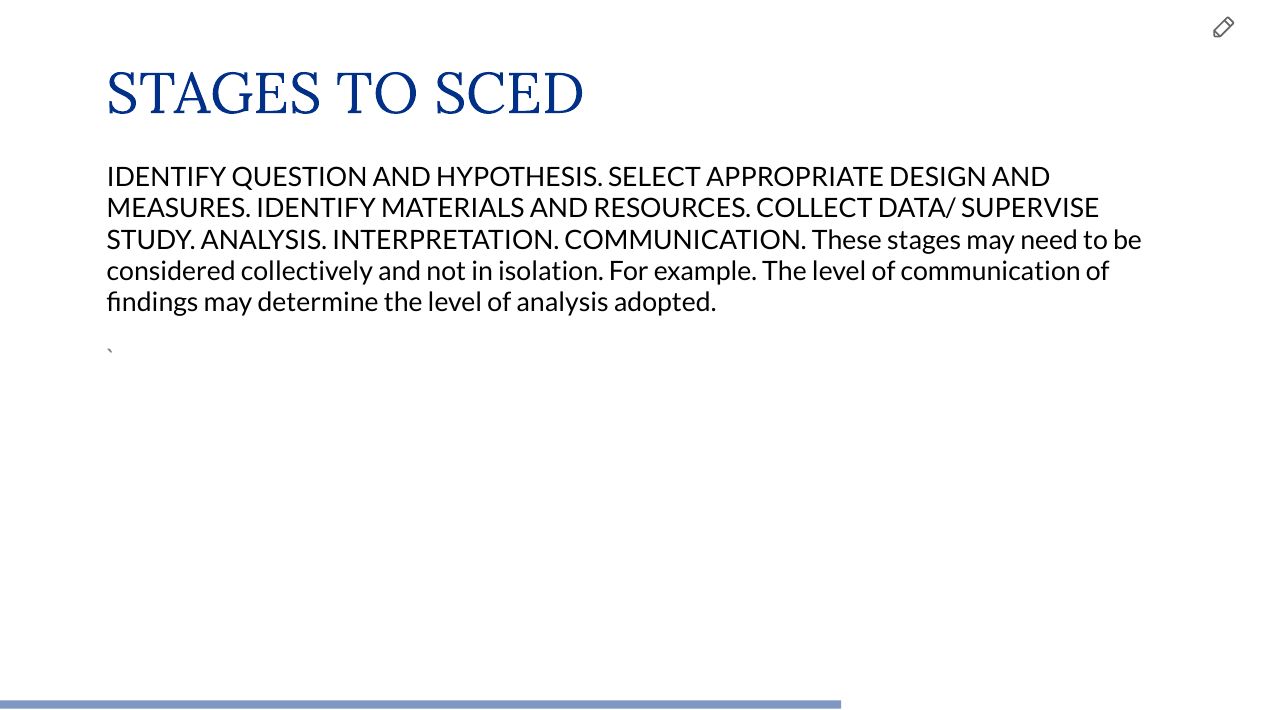 STAGES TO SCED
IDENTIFY QUESTION AND HYPOTHESIS. SELECT APPROPRIATE DESIGN AND
MEASURES. IDENTIFY MATERIALS AND RESOURCES. COLLECT DATA/ SUPERVISE
STUDY. ANALYSIS. INTERPRETATION. COMMUNICATION. These stages may need to be
considered collectively and not in isolation. For example. The level of communication of
findings may determine the level of analysis adopted.
`